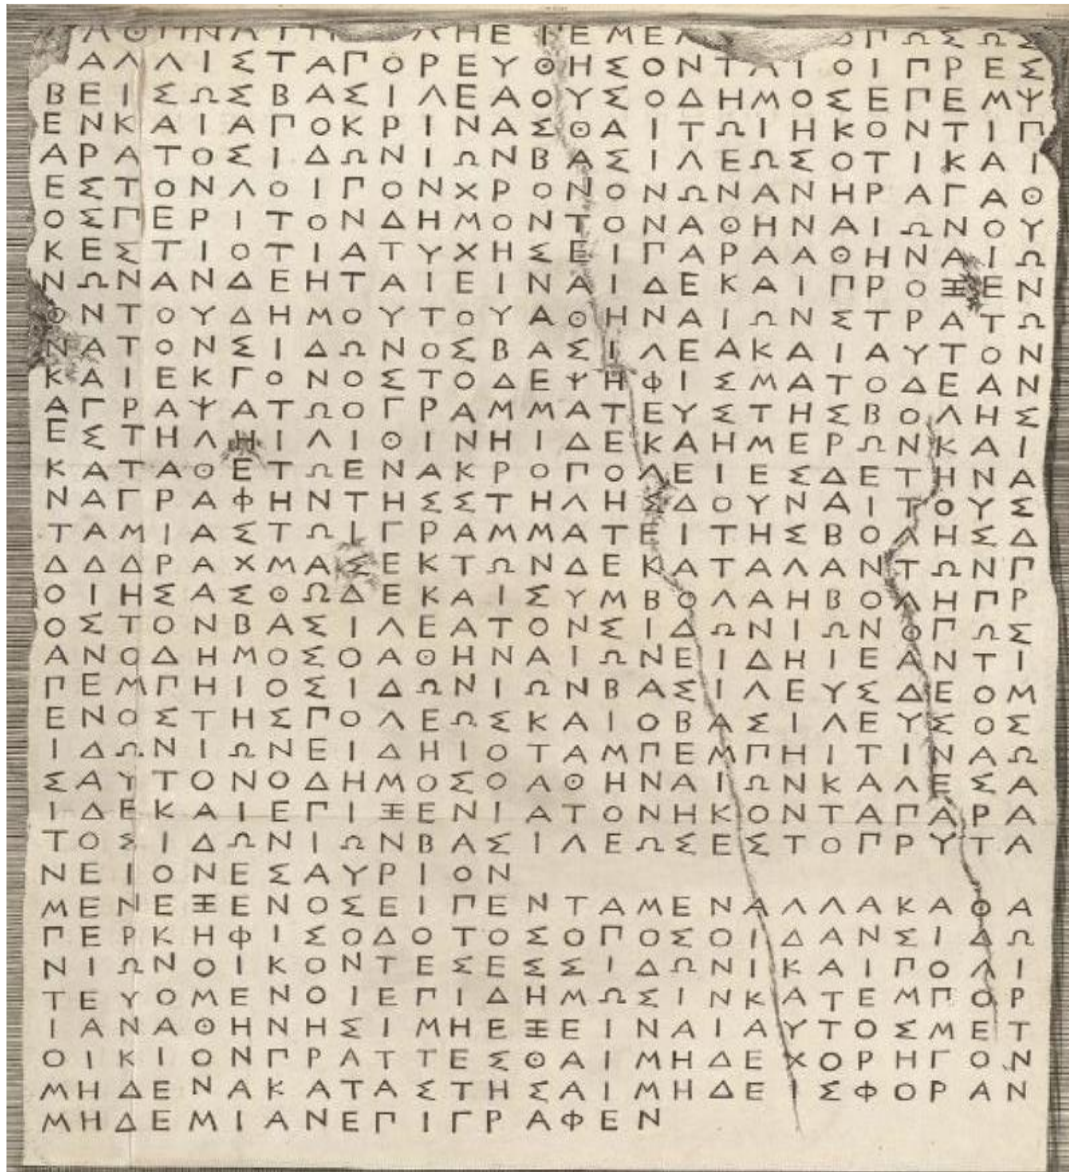 ΟΠΩΣΩΣ
ΑΛΛΙΣΤΑΠΟΡΕΥΘΗΣΟΝΤΑΙΟΙΠΡΕΣ
ΒΕΙΣΩΣΒΑΣΙΛΕΑΟΥΣΟΔΗΜΟΣΕΠΕΜΨ
ΕΝΚΑΙΑΠΟΚΡΙΝΑΣΘΑΙΤΩΙΗΚΟΝΤΙΠ
ΑΡΑΤΟΣΙΔΩΝΙΩΝΒΑΣΙΛΕΩΣΟΤΙΚΑΙ
ΕΣΤΟΝΛΟΙΠΟΝΧΡΟΝΟΝΩΝΑΝΗΡΑΓΑΘ
ΟΣΠΕΡΙΤΟΝΔΗΜΟΝΤΟΝΑΘΗΝΑΙΩΝΟΥ
ΚΕΣΤΙΟΤΙΑΤΥΧΗΣΕΙΠΑΡΑΑΘΗΝΑΙΩ
ΝΩΝΑΝΔΕΗΤΑΙΕΙΝΑΙΔΕΚΑΙΠΡΟΞΕΝ
ΟΝΤΟΥΔΗΜΟΥΤΟΥΑΘΗΝΑΙΩΝΣΤΡΑΤΩ
ΝΑΤΟΝΣΙΔΩΝΟΣΒΑΣΙΛΕΑΚΑΙΑΥΤΟΝ
ΚΑΙΕΚΓΟΝΟΣΤΟΔΕΨΗΦΙΣΜΑΤΟΔΕΑΝ
ΑΓΡΑΨΑΤΩΟΓΡΑΜΜΑΤΕΥΣΤΗΣΒΟΛΗΣ
ΕΣΤΗΛΗΙΛΙΘΙΝΗΙΔΕΚΑΗΜΕΡΩΝΚΑΙ
ΚΑΤΑΘΕΤΩΕΝΑΚΡΟΠΟΛΕΙΕΣΔΕΤΗΝΑ
ΝΑΓΡΑΦΗΝΤΗΣΣΤΗΛΗΣΔΟΥΝΑΙΤΟΥΣ
ΤΑΜΙΑΣΤΩΙΓΡΑΜΜΑΤΕΙΤΗΣΒΟΛΗΣΔ
ΔΔΔΡΑΧΜΑΣΕΚΤΩΝΔΕΚΑΤΑΛΑΝΤΩΝΠ
ΟΙΗΣΑΣΘΩΔΕΚΑΙΣΥΜΒΟΛΑΗΒΟΛΗΠΡ
ΟΣΤΟΝΒΑΣΙΛΕΑΤΟΝΣΙΔΩΝΙΩΝΟΠΩΣ
ΑΝΟΔΗΜΟΣΟΑΘΗΝΑΙΩΝΕΙΔΗΙΕΑΝΤΙ
ΠΕΜΠΗΙΟΣΙΔΩΝΙΩΝΒΑΣΙΛΕΥΣΔΕΟΜ
ΕΝΟΣΤΗΣΠΟΛΕΩΣΚΑΙΟΒΑΣΙΛΕΥΣΟΣ
ΙΔΩΝΙΩΝΕΙΔΗΙΟΤΑΜΠΕΜΠΗΙΤΙΝΑΩ
ΣΑΥΤΟΝΟΔΗΜΟΣΟΑΘΗΝΑΙΩΝΚΑΛΕΣΑ
ΙΔΕΚΑΙΕΠΙΞΕΝΙΑΤΟΝΗΚΟΝΤΑΠΑΡΑ
ΤΟΣΙΔΩΝΙΩΝΒΑΣΙΛΕΩΣΕΣΤΟΠΡΥΤΑ
ΝΕΙΟΝΕΣΑΥΡΙΟΝ
ΜΕΝΕΞΕΝΟΣΕΙΠΕΝΤΑΜΕΝΑΛΛΑΚΑΘΑ
ΠΕΡΚΗΦΙΣΟΔΟΤΟΣΟΠΟΣΟΙΔΑΝΣΙΔΩ
ΝΙΩΝΟΙΚΟΝΤΕΣΕΣΣΙΔΩΝΙΚΑΙΠΟΛΙ
ΤΕΥΟΜΕΝΟΙΕΠΙΔΗΜΩΣΙΝΚΑΤΕΜΠΟΡ
ΙΑΝΑΘΗΝΗΣΙΜΗΕΞΕΙΝΑΙΑΥΤΟΣΜΕΤ
ΟΙΚΙΟΝΠΡΑΤΤΕΣΘΑΙΜΗΔΕΧΟΡΗΓΟΝ
ΜΗΔΕΝΑΚΑΤΑΣΤΗΣΑΙΜΗΔΕΙΣΦΟΡΑΝ
ΜΗΔΕΜΙΑΝΕΠΙΓΡΑΦΕΝ